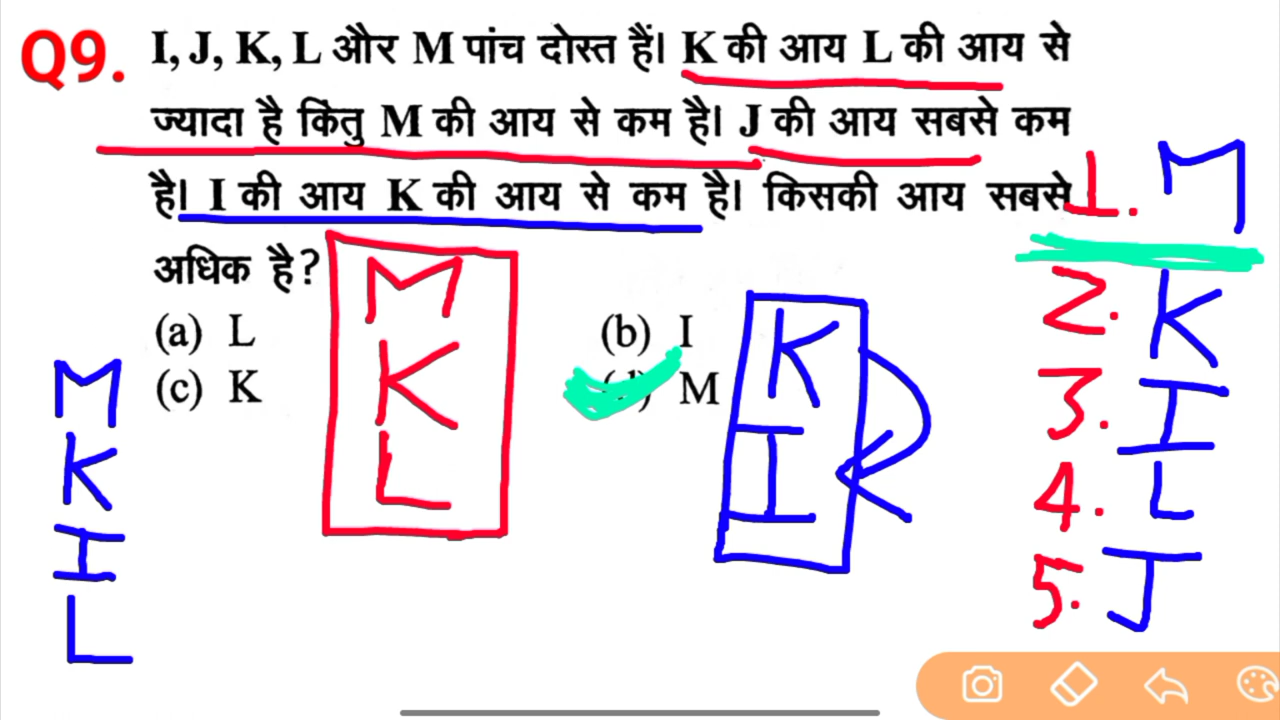 Q9. I, J, K, L और M पांच दोस्त हैं। K की आय L की आय से
ज्यादा है किंतु M की आय से कम है। J की आय सबसे कम
है। I की आय K की आय से कम है। किसकी आय सबसे
अधिक है?
(a) L (b) I
(c) K (d) M
M
K
L
K
I
M
K
I
L
1. M
2. K
3. I
4. L
5. J